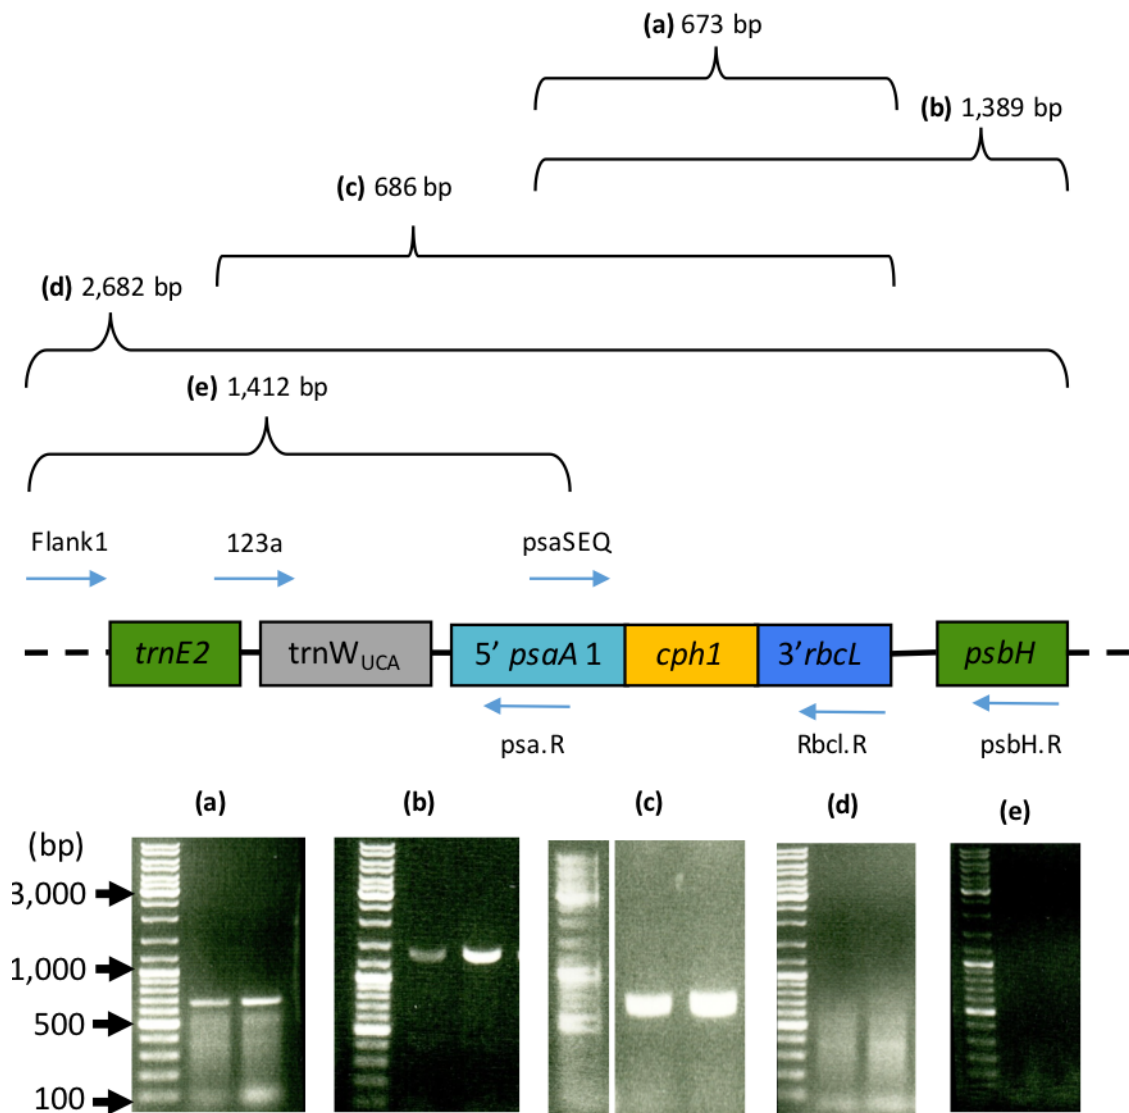 (a) 673 bp
(b) 1,389 bp
(c) 686 bp
(d) 2,682 bp
(e) 1,412 bp
Flank1 123a psaSEQ
trnE2 trnWUCA 5' psaA 1 cph1 3'rbcL psbH
psa.R Rbcl.R psbH.R
(a) (b) (c) (d) (e)
(bp)
3,000
1,000
500
100